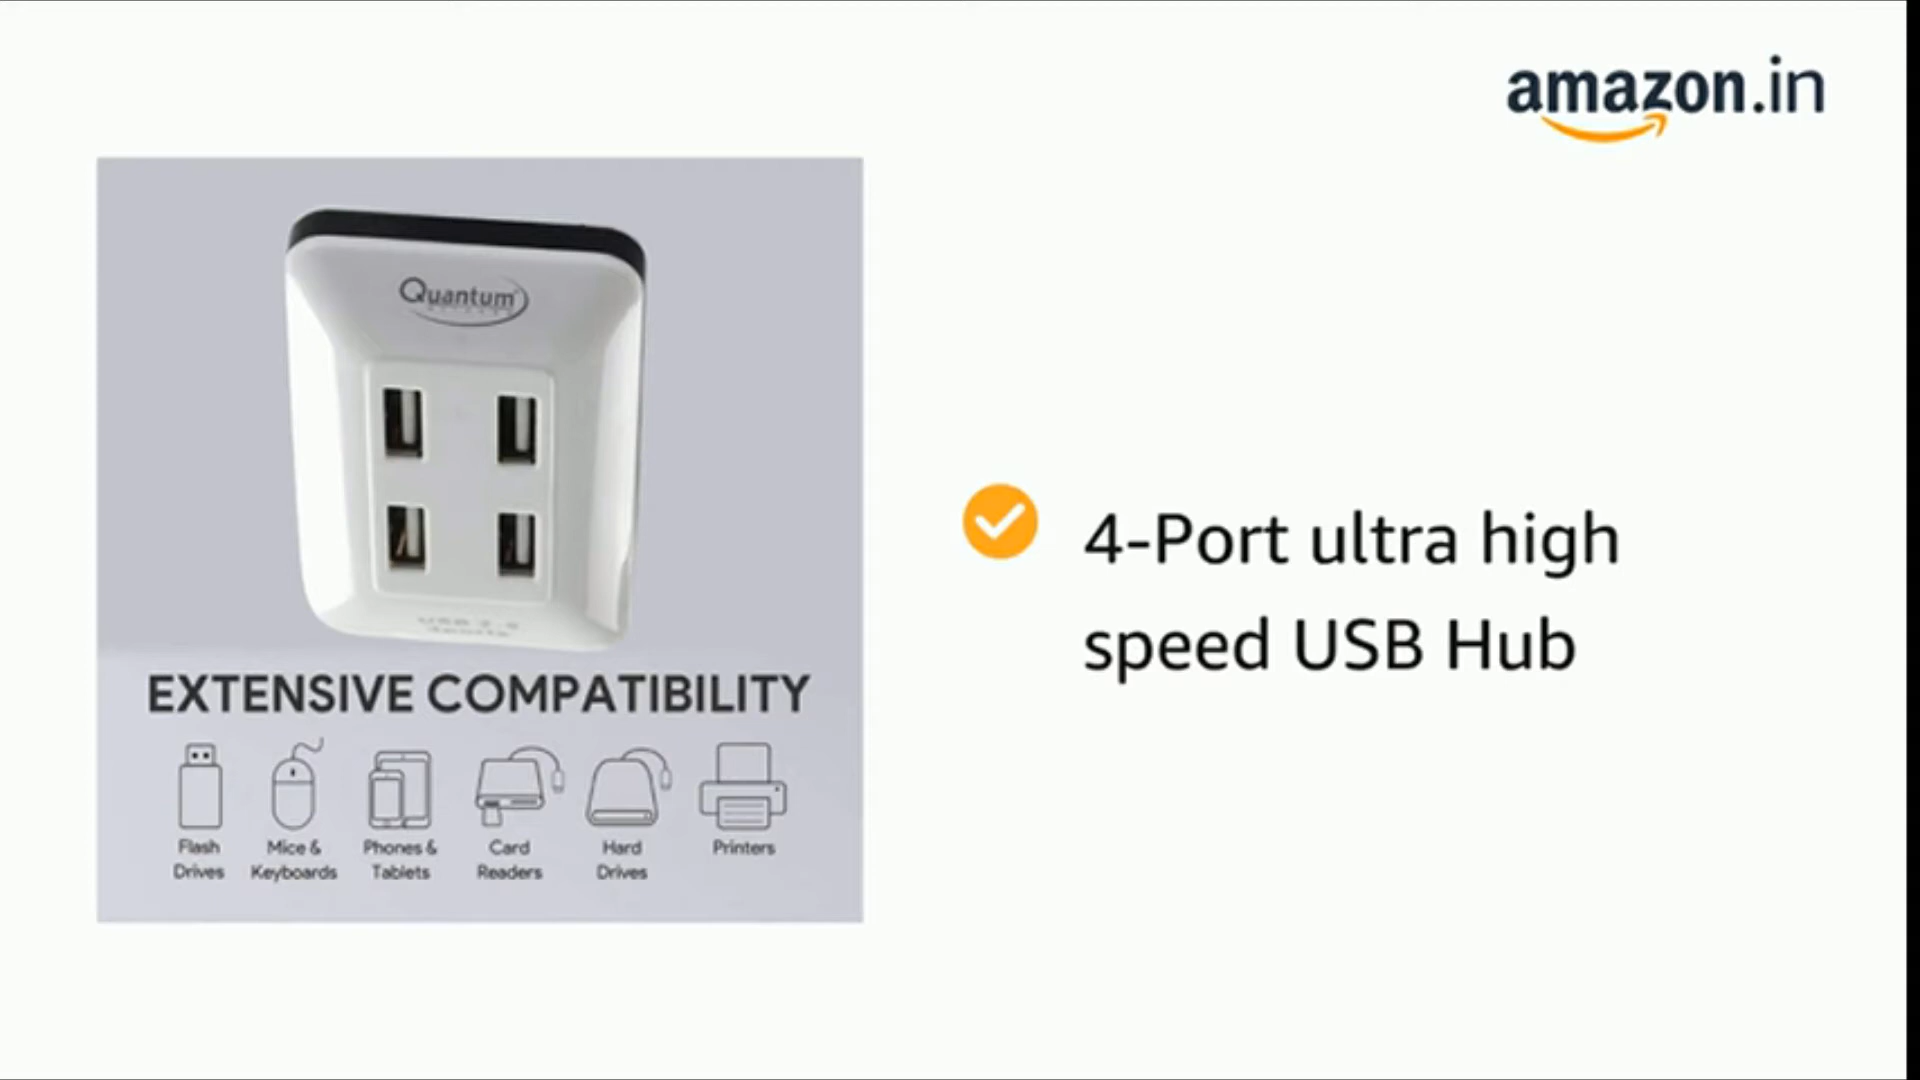 amazon.in
Quantum
EXTENSIVE COMPATIBILITY
Flash
Drives
Mice &
Keyboards
Phones &
Tablets
Card
Readers
Hard
Drives
Printers
4-Port ultra high
speed USB Hub